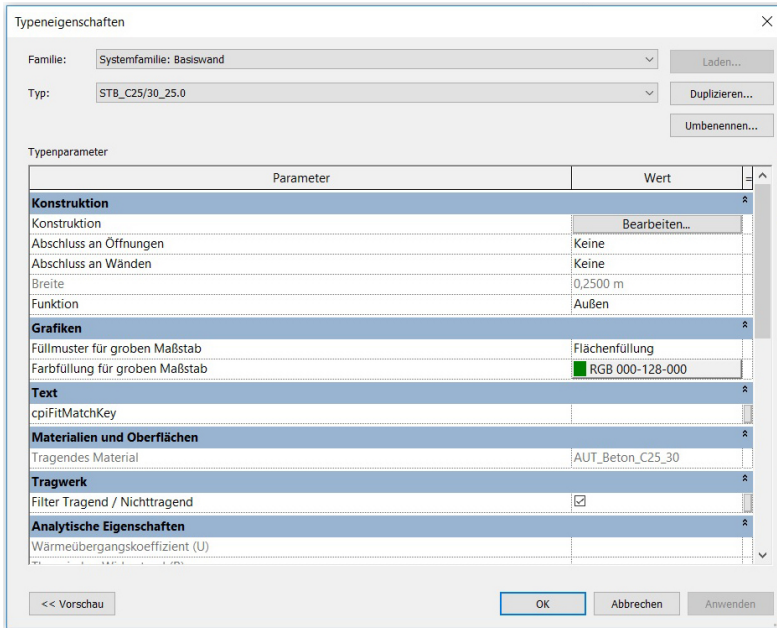 Typeneigenschaften
Familie: Systemfamilie: Basiswand Laden...
Typ: STB_C25/30_25.0 Duplizieren...
Umbenennen...
Typenparameter
Parameter Wert =
Konstruktion
Konstruktion Bearbeiten...
Abschluss an Öffnungen Keine
Abschluss an Wänden Keine
Breite 0,2500 m
Funktion Außen
Grafiken
Füllmuster für groben Maßstab Flächenfüllung
Farbfüllung für groben Maßstab RGB 000-128-000
Text
cpiFitMatchKey
Materialien und Oberflächen
Tragendes Material AUT_Beton_C25_30
Tragwerk
Filter Tragend / Nichttragend
Analytische Eigenschaften
Wärmeübergangskoeffizient (U)
<< Vorschau OK Abbrechen Anwenden